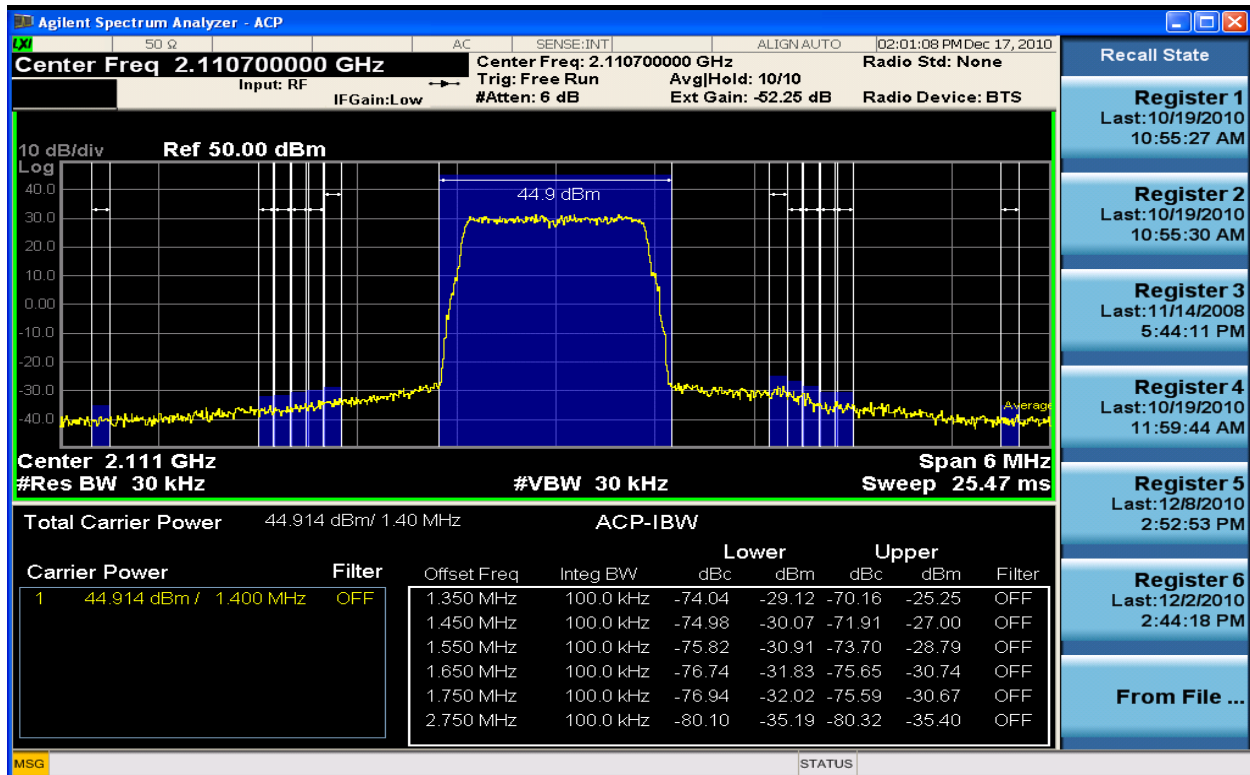 Agilent Spectrum Analyzer - ACP
LXI 50 Ω AC SENSE:INT ALIGN AUTO 02:01:08 PM Dec 17, 2010
Center Freq 2.110700000 GHz
Input: RF
IFGain:Low
Center Freq: 2.110700000 GHz
Trig: Free Run
#Atten: 6 dB
Avg|Hold: 10/10
Ext Gain: -52.25 dB
Radio Std: None
Radio Device: BTS
10 dB/div Ref 50.00 dBm
Log
40.0
30.0
20.0
10.0
0.00
-10.0
-20.0
-30.0
-40.0
44.9 dBm
Average
Center 2.111 GHz Span 6 MHz
#Res BW 30 kHz #VBW 30 kHz Sweep 25.47 ms
Total Carrier Power 44.914 dBm/ 1.40 MHz ACP-IBW
Carrier Power Filter
1 44.914 dBm / 1.400 MHz OFF
Lower Upper
Offset Freq Integ BW dBc dBm dBc dBm Filter
1.350 MHz 100.0 kHz -74.04 -29.12 -70.16 -25.25 OFF
1.450 MHz 100.0 kHz -74.98 -30.07 -71.91 -27.00 OFF
1.550 MHz 100.0 kHz -75.82 -30.91 -73.70 -28.79 OFF
1.650 MHz 100.0 kHz -76.74 -31.83 -75.65 -30.74 OFF
1.750 MHz 100.0 kHz -76.94 -32.02 -75.59 -30.67 OFF
2.750 MHz 100.0 kHz -80.10 -35.19 -80.32 -35.40 OFF
MSG STATUS
Recall State
Register 1
Last:10/19/2010
10:55:27 AM
Register 2
Last:10/19/2010
10:55:30 AM
Register 3
Last:11/14/2008
5:44:11 PM
Register 4
Last:10/19/2010
11:59:44 AM
Register 5
Last:12/8/2010
2:52:53 PM
Register 6
Last:12/2/2010
2:44:18 PM
From File ...